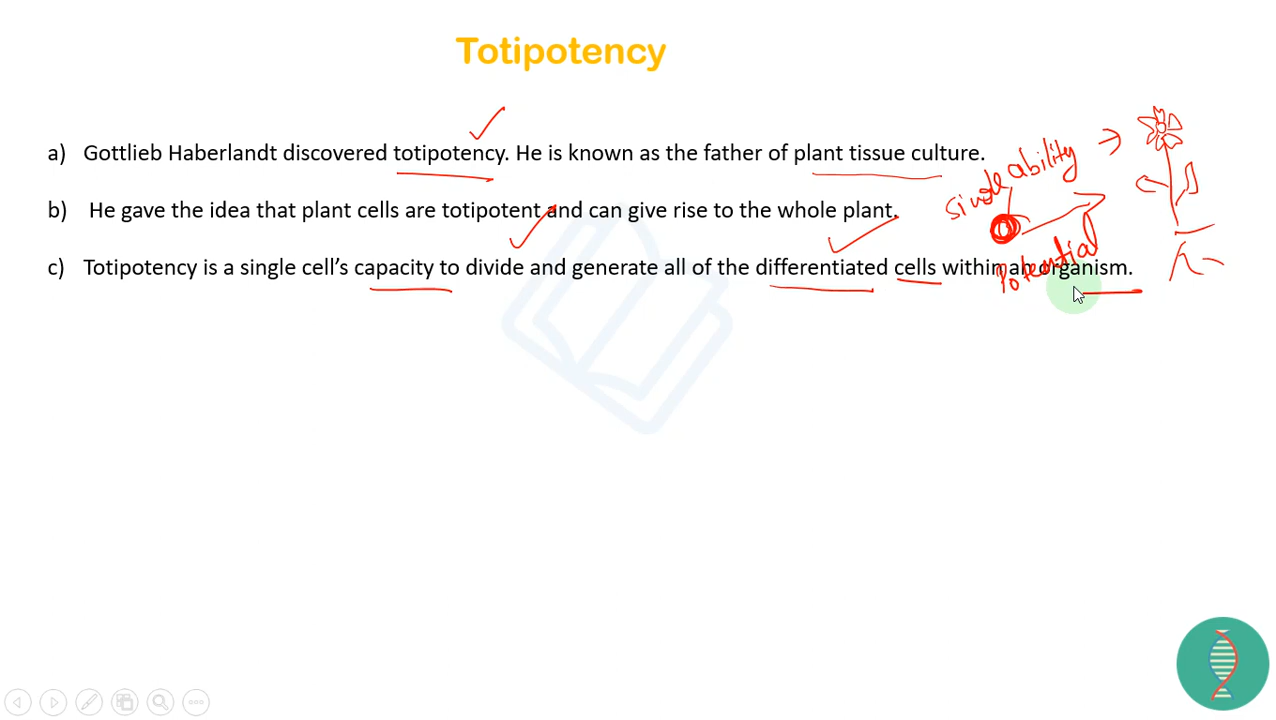 Totipotency
a) Gottlieb Haberlandt discovered totipotency. He is known as the father of plant tissue culture.
b) He gave the idea that plant cells are totipotent and can give rise to the whole plant.
c) Totipotency is a single cell's capacity to divide and generate all of the differentiated cells within an organism.
ability
Potential